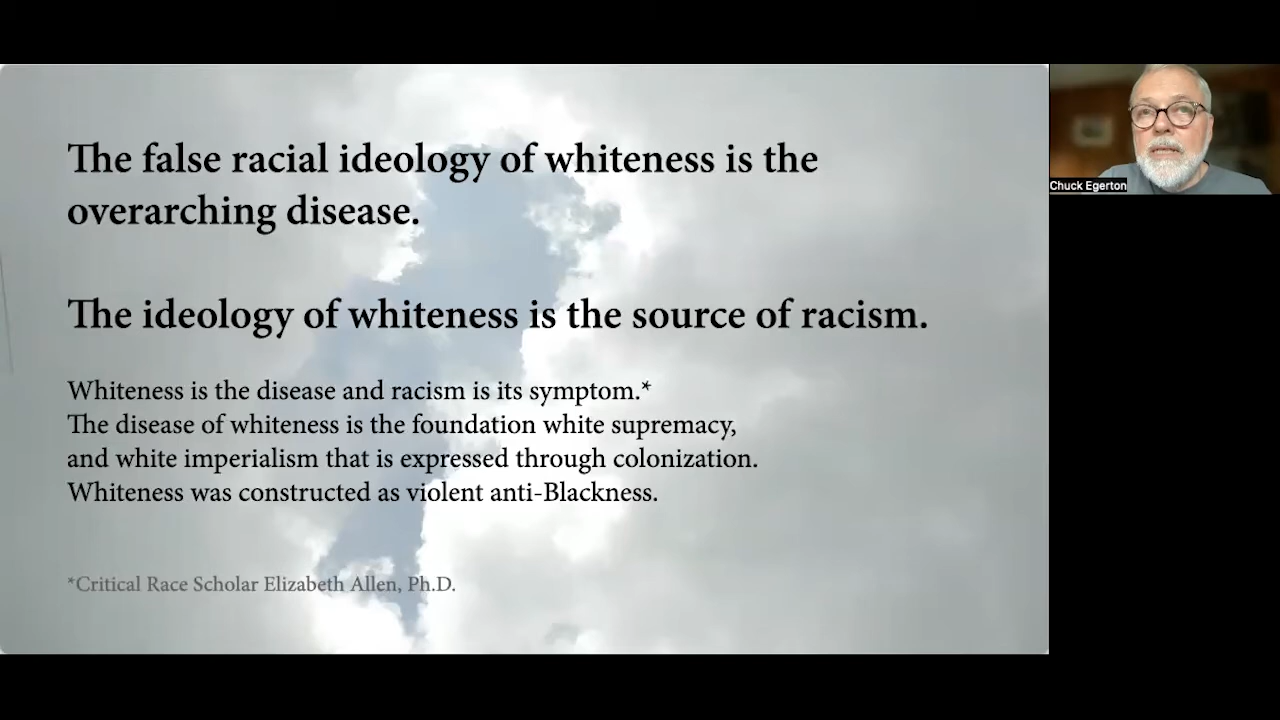 The false racial ideology of whiteness is the
overarching disease.
The ideology of whiteness is the source of racism.
Whiteness is the disease and racism is its symptom.*
The disease of whiteness is the foundation white supremacy,
and white imperialism that is expressed through colonization.
Whiteness was constructed as violent anti-Blackness.
*Critical Race Scholar Elizabeth Allen, Ph.D.
Chuck Egerton